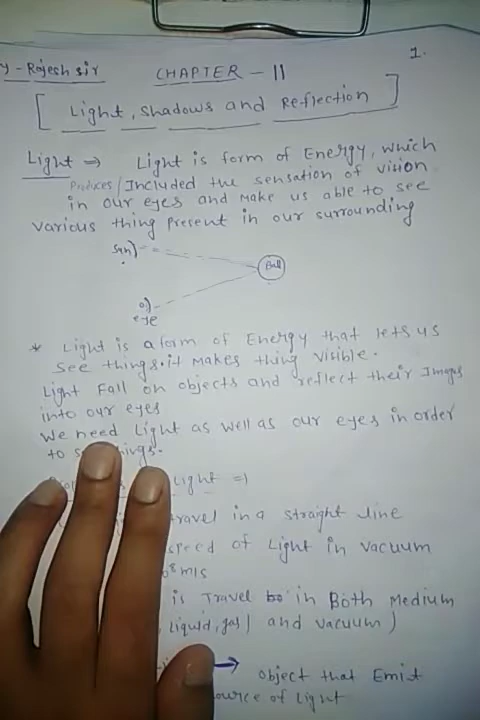 y - Rajesh sir
1.
CHAPTER - 11
[ Light, Shadows and Reflection ]
Light ⇒ Light is form of Energy, which
Produces/Included the sensation of vision
in our eyes and make us able to see
various thing present in our surrounding
Sun)
Ball
eye
* Light is a form of Energy that lets us
see things. it makes thing visible.
Light Fall on objects and reflect their Images
into our eyes
we need Light as well as our eyes in order
to s ings.
Light ⇒
travel in a straight line
speed of Light in vacuum
m/s
is Travel in Both Medium
liquid, gas) and vacuum)
→ object that Emit
ource of Light